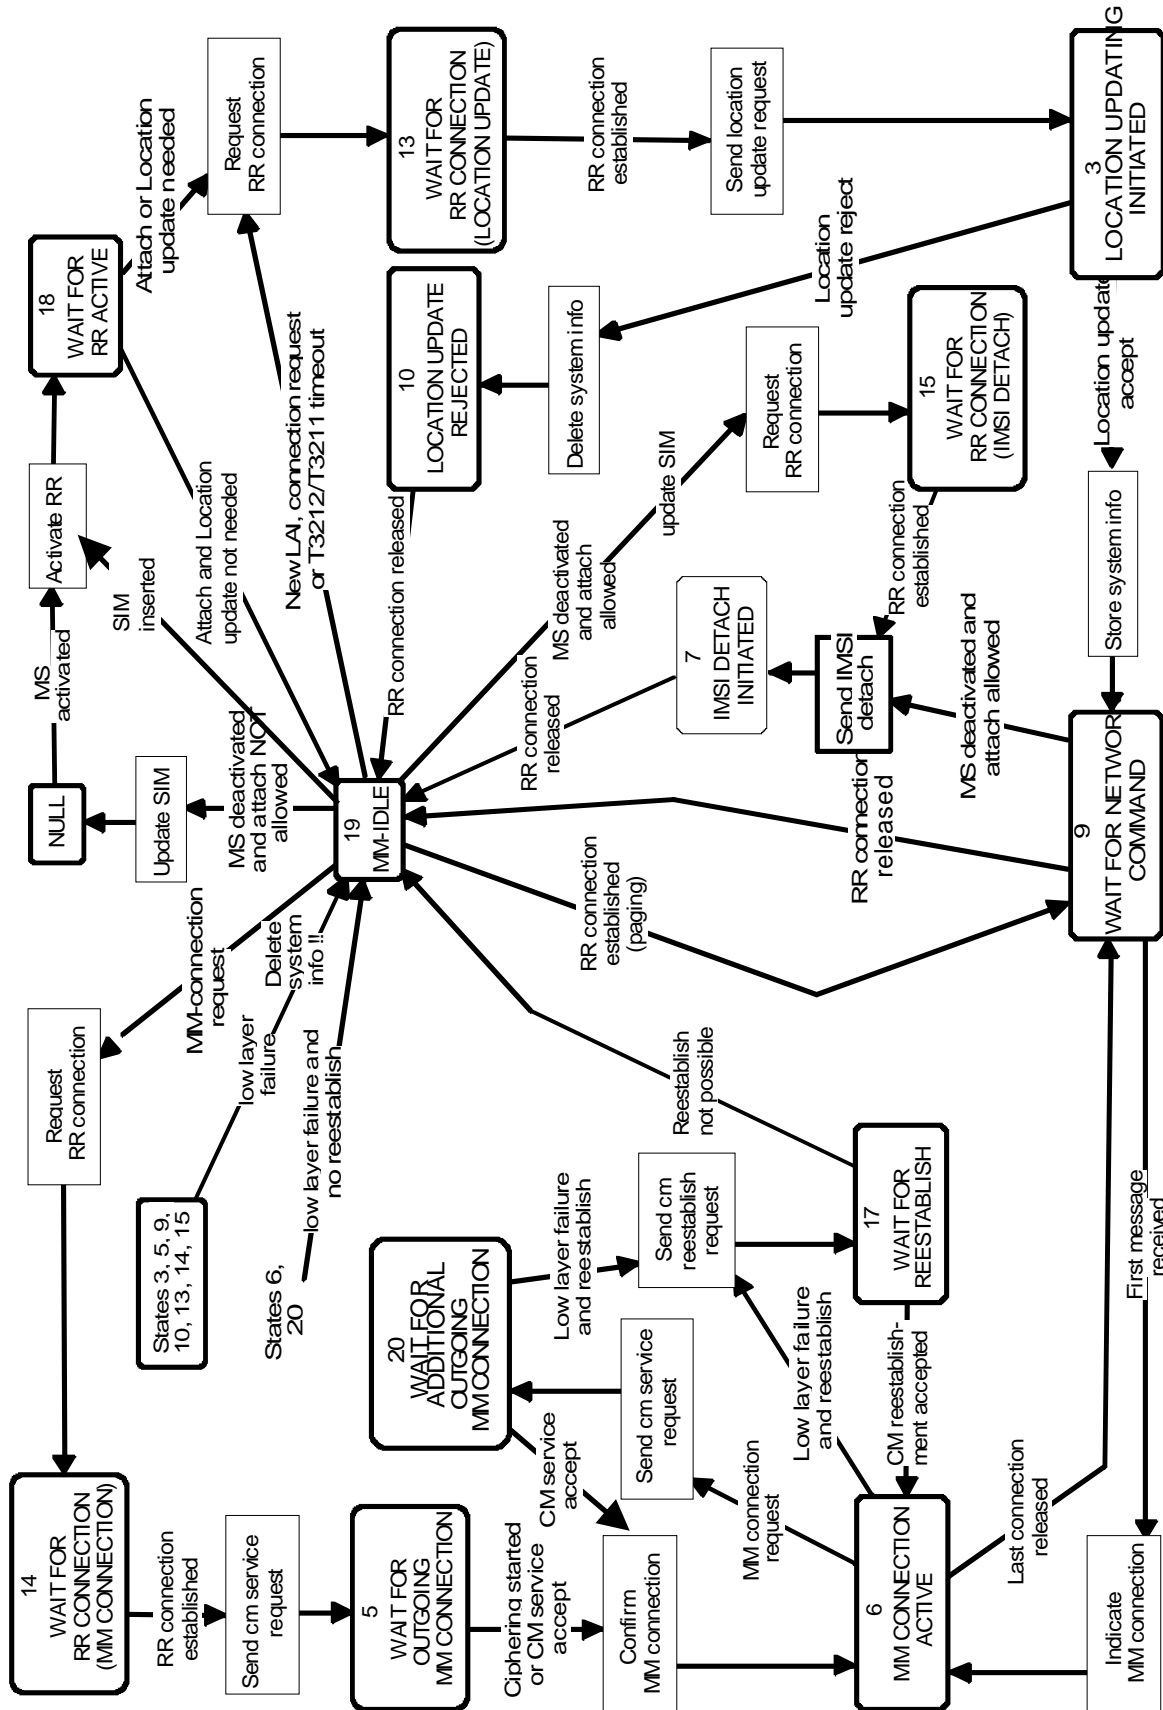 14
WAIT FOR
RR CONNECTION
(MM CONNECTION)
RR connection
established
Send cm service
request
5
WAIT FOR
OUTGOING
MM CONNECTION
Ciphering started
or CM service
accept
Confirm
MM connection
6
MM CONNECTION
ACTIVE
Indicate
MM connection
Request
RR connection
MM-connection
request
States 3, 5, 9,
10, 13, 14, 15
low layer
failure
Delete
system
info !!
States 6,
20
low layer failure and
no reestablish
20
WAIT FOR
ADDITIONAL
OUTGOING
MM CONNECTION
CM service
accept
Send cm service
request
MM connection
request
Low layer failure
and reestablish
Send cm
reestablish
request
Low layer failure
and reestablish
17
WAIT FOR
REESTABLISH
CM reestablish-
ment accepted
Reestablish
not possible
Last connection
released
First message
received
NULL
Update SIM
MS deactivated
and attach NOT
allowed
19
MM-IDLE
RR connection
established
(paging)
RR connection
released
9
WAIT FOR NETWORK
COMMAND
MS
activated
Activate RR
SIM
inserted
18
WAIT FOR
RR ACTIVE
Attach and Location
update not needed
Attach or Location
update needed
New LAI, connection request
or T3212/T3211 timeout
Request
RR connection
13
WAIT FOR
RR CONNECTION
(LOCATION UPDATE)
RR connection
established
Send location
update request
3
LOCATION UPDATING
INITIATED
Location
update reject
Delete system info
10
LOCATION UPDATE
REJECTED
RR connection released
MS deactivated
and attach
allowed
update SIM
Request
RR connection
15
WAIT FOR
RR CONNECTION
(IMSI DETACH)
RR connection
established
Send IMSI
detach
7
IMSI DETACH
INITIATED
RR connection
released
MS deactivated and
attach allowed
Location update
accept
Store system info